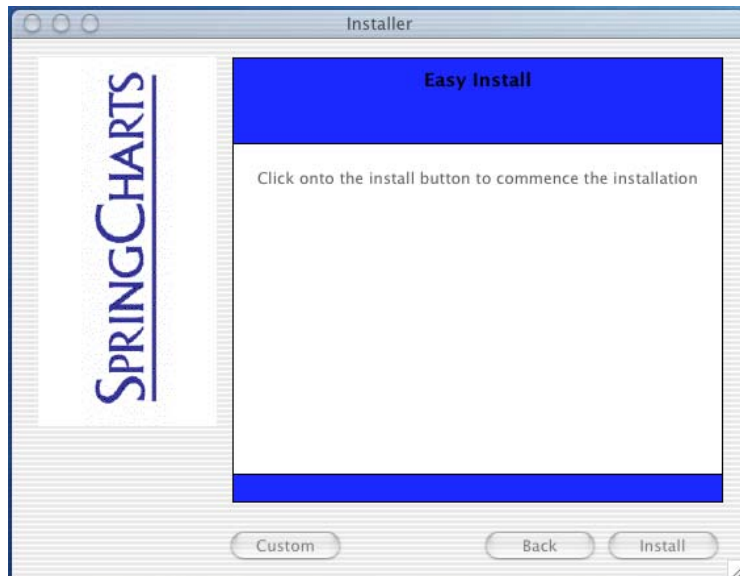 Installer
SPRINGCHARTS
Easy Install
Click onto the install button to commence the installation
Custom
Back
Install